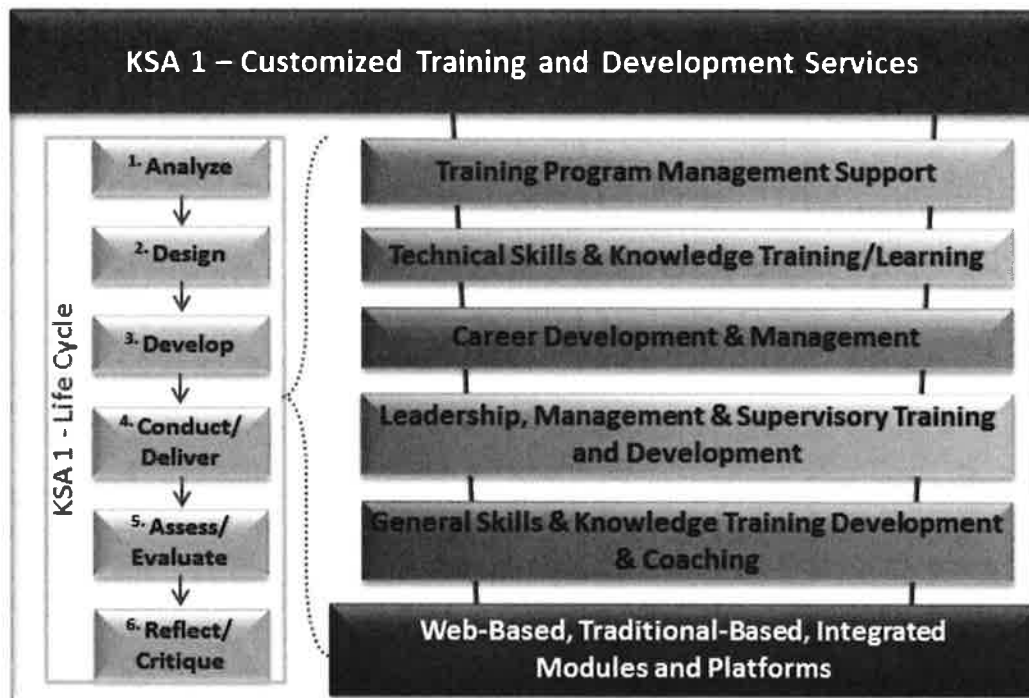 KSA 1 – Customized Training and Development Services
KSA 1 - Life Cycle
1. Analyze
2. Design
3. Develop
4. Conduct/
Deliver
5. Assess/
Evaluate
6. Reflect/
Critique
Training Program Management Support
Technical Skills & Knowledge Training/Learning
Career Development & Management
Leadership, Management & Supervisory Training
and Development
General Skills & Knowledge Training Development
& Coaching
Web-Based, Traditional-Based, Integrated
Modules and Platforms